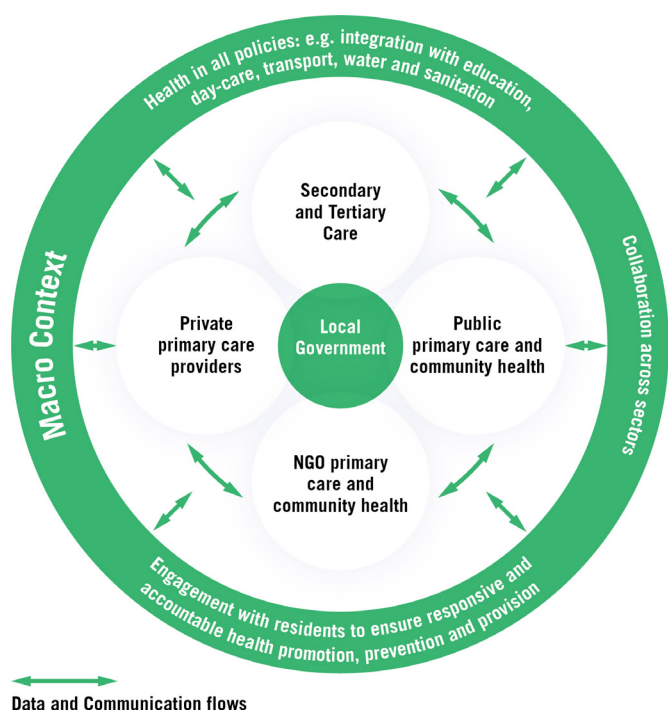 Health in all policies: e.g. integration with education,
day-care, transport, water and sanitation
Secondary
and Tertiary
Care
Macro Context
Private
primary care
providers
Local
Government
Public
primary care and
community health
Collaboration across sectors
NGO primary
care and
community health
Engagement with residents to ensure responsive and
accountable health promotion, prevention and provision
Data and Communication flows